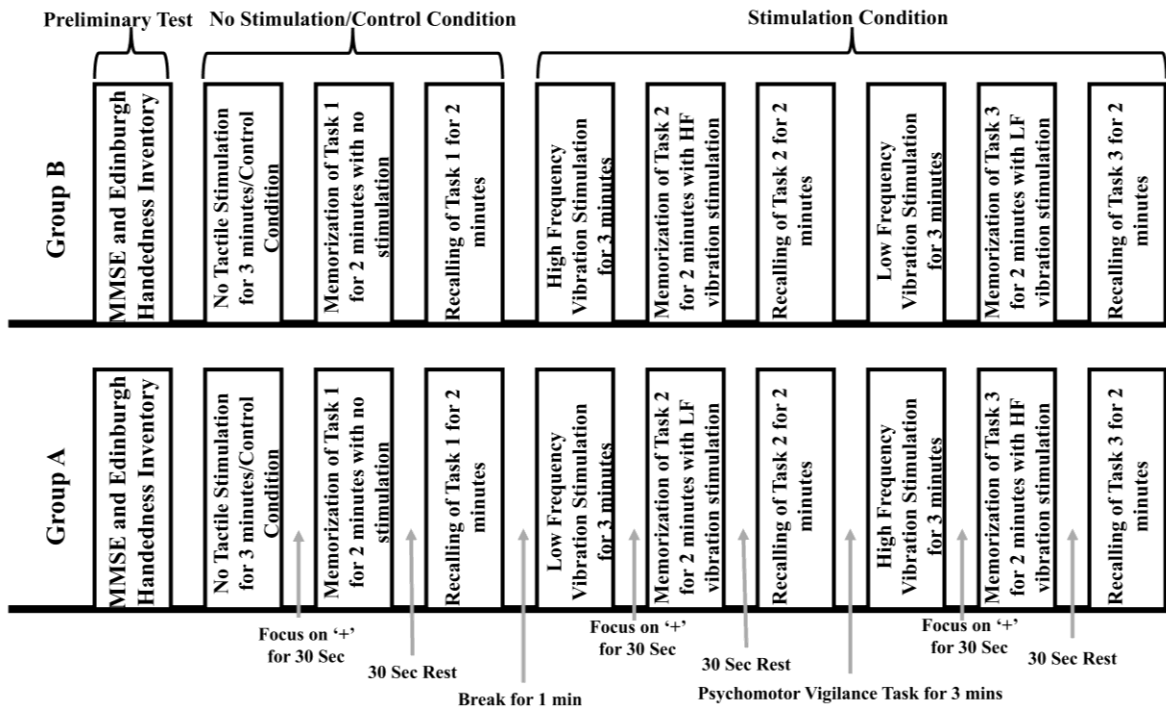 Preliminary Test
No Stimulation/Control Condition
Stimulation Condition
Group B
MMSE and Edinburgh
Handedness Inventory
No Tactile Stimulation
for 3 minutes/Control
Condition
Memorization of Task 1
for 2 minutes with no
stimulation
Recalling of Task 1 for 2
minutes
High Frequency
Vibration Stimulation
for 3 minutes
Memorization of Task 2
for 2 minutes with HF
vibration stimulation
Recalling of Task 2 for 2
minutes
Low Frequency
Vibration Stimulation
for 3 minutes
Memorization of Task 3
for 2 minutes with LF
vibration stimulation
Recalling of Task 3 for 2
minutes
Group A
MMSE and Edinburgh
Handedness Inventory
No Tactile Stimulation
for 3 minutes/Control
Condition
Memorization of Task 1
for 2 minutes with no
stimulation
Recalling of Task 1 for 2
minutes
Low Frequency
Vibration Stimulation
for 3 minutes
Memorization of Task 2
for 2 minutes with LF
vibration stimulation
Recalling of Task 2 for 2
minutes
High Frequency
Vibration Stimulation
for 3 minutes
Memorization of Task 3
for 2 minutes with HF
vibration stimulation
Recalling of Task 3 for 2
minutes
Focus on ‘+’
for 30 Sec
30 Sec Rest
Break for 1 min
Focus on ‘+’
for 30 Sec
30 Sec Rest
Psychomotor Vigilance Task for 3 mins
Focus on ‘+’
for 30 Sec
30 Sec Rest